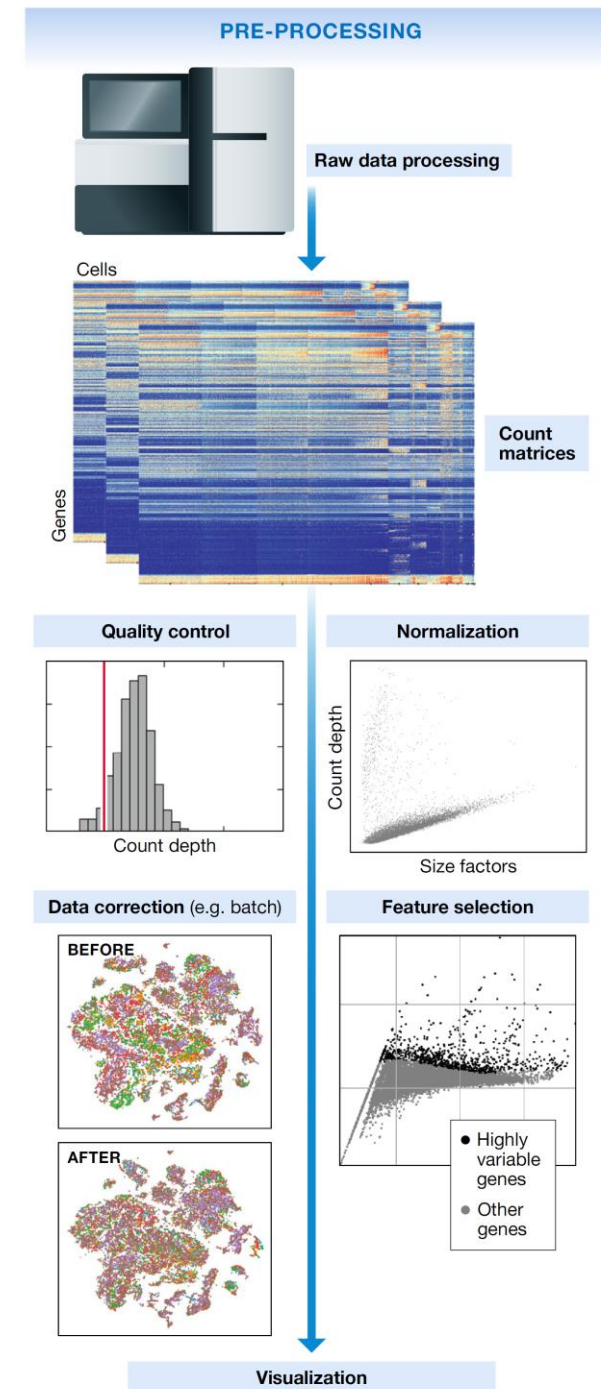 PRE-PROCESSING
Raw data processing
Cells
Genes
Count
matrices
Quality control
Count depth
Normalization
Count depth
Size factors
Data correction (e.g. batch)
BEFORE
AFTER
Feature selection
Highly
variable
genes
Other
genes
Visualization